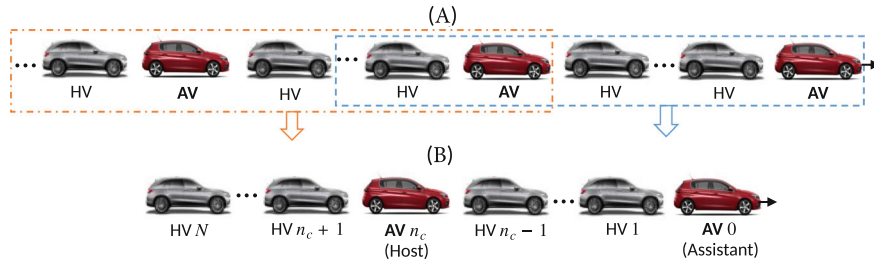 (A)
... HV AV HV ... HV AV HV ... HV AV
(B)
HV N ... HV n_c + 1 AV n_c HV n_c − 1 ... HV 1 AV 0
(Host) (Assistant)